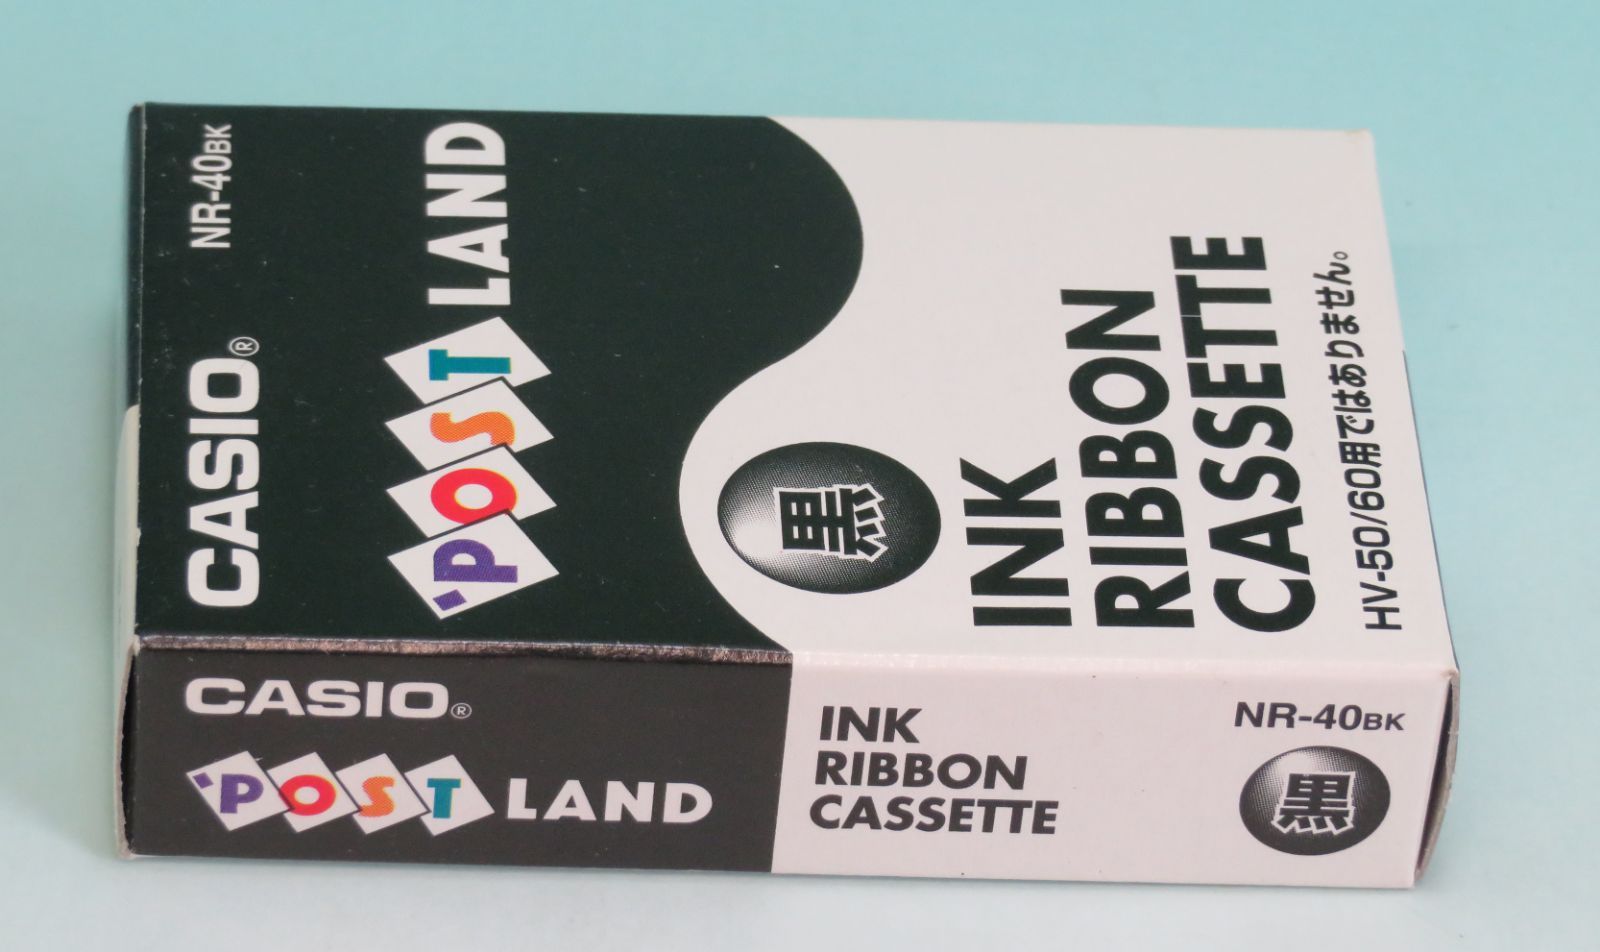 CASIO® NR-40BK
'POST LAND
黒
INK
RIBBON
CASSETTE
HV-50/60用ではありません。
CASIO®
'POST LAND
INK
RIBBON
CASSETTE
NR-40BK
黒